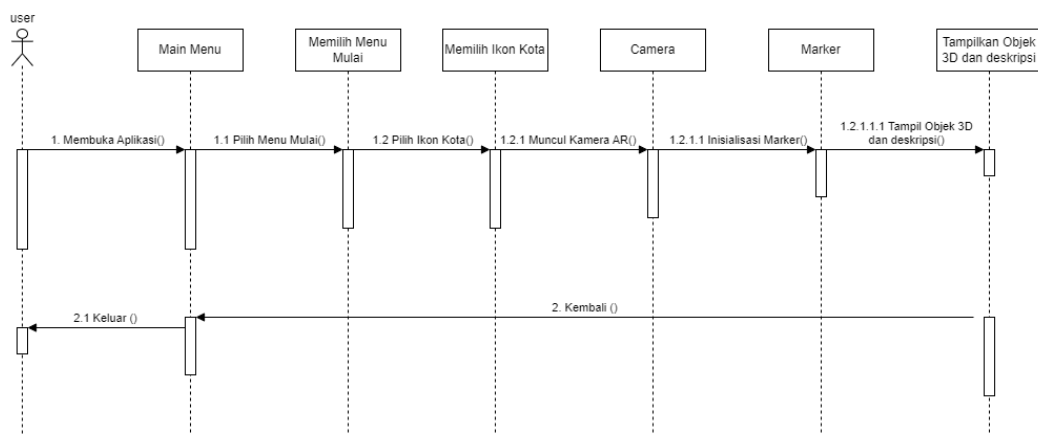 user
Main Menu
Memilih Menu
Mulai
Memilih Ikon Kota
Camera
Marker
Tampilkan Objek
3D dan deskripsi
1. Membuka Aplikasi()
1.1 Pilih Menu Mulai()
1.2 Pilih Ikon Kota()
1.2.1 Muncul Kamera AR()
1.2.1.1 Inisialisasi Marker()
1.2.1.1.1 Tampil Objek 3D
dan deskripsi()
2. Kembali ()
2.1 Keluar ()